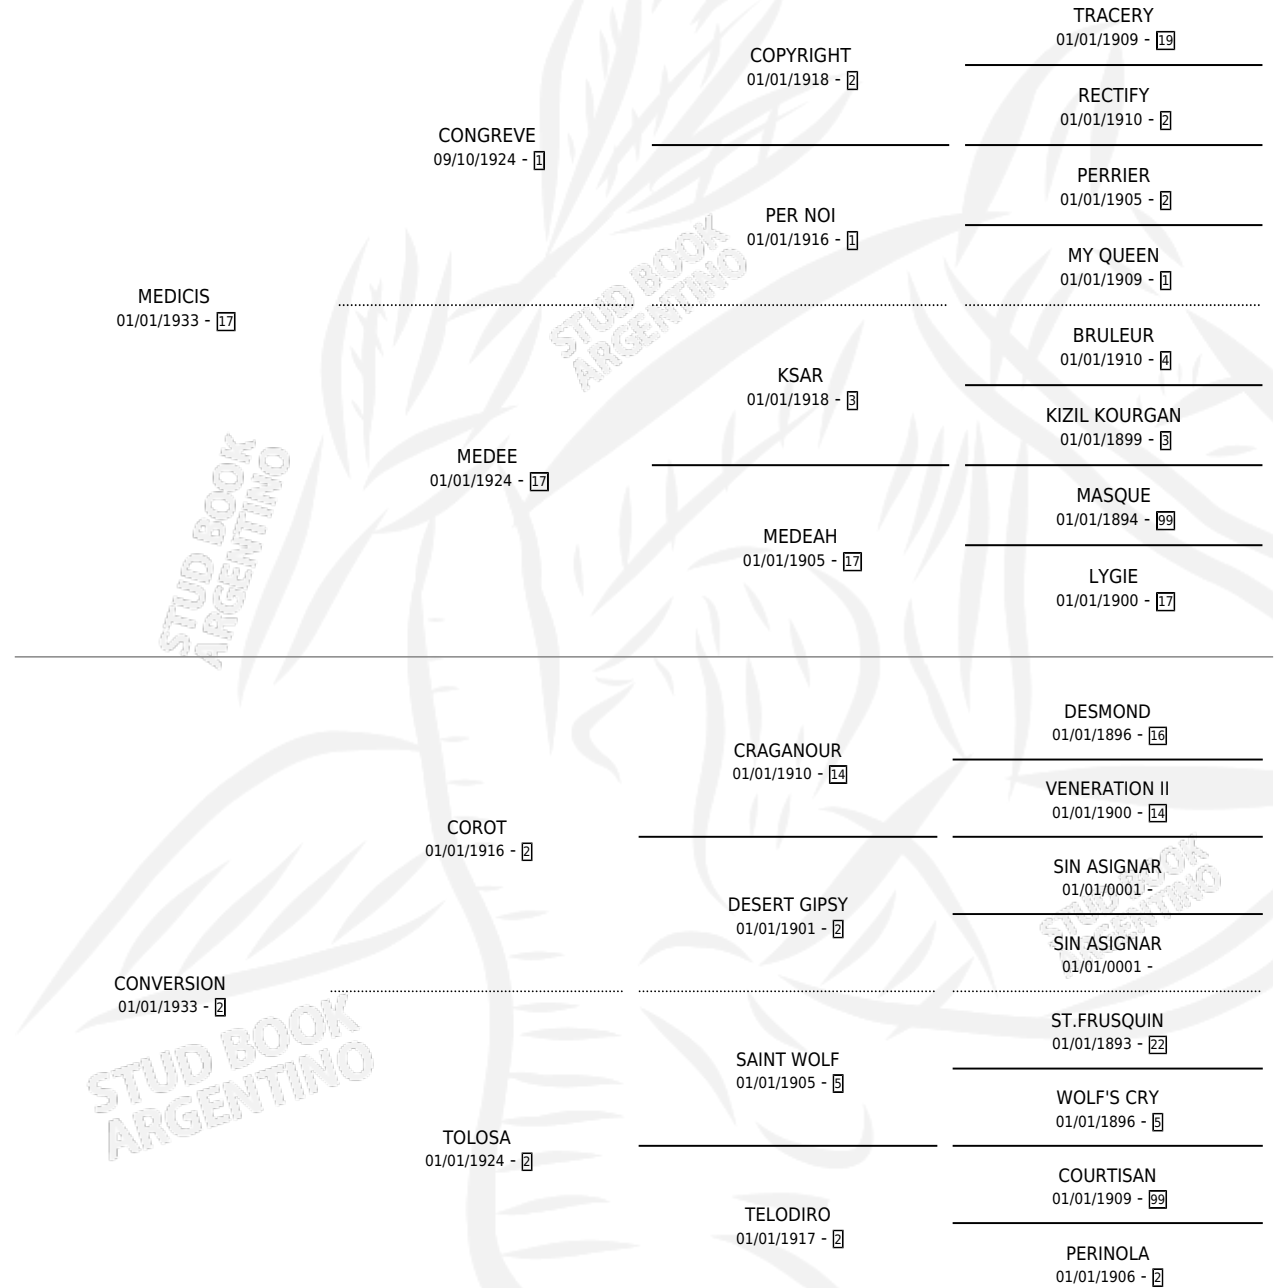 TRACERY
01/01/1909 - 19
COPYRIGHT
01/01/1918 - 2
RECTIFY
01/01/1910 - 2
CONGREVE
09/10/1924 - 1
PERRIER
01/01/1905 - 2
PER NOI
01/01/1916 - 1
MY QUEEN
01/01/1909 - 1
MEDICIS
01/01/1933 - 17
STUD BOOK
ARGENTINO
BRULEUR
01/01/1910 - 4
KSAR
01/01/1918 - 3
KIZIL KOURGAN
01/01/1899 - 3
MEDEE
01/01/1924 - 17
MASQUE
01/01/1894 - 99
MEDEAH
01/01/1905 - 17
LYGIE
01/01/1900 - 17
STUD BOOK
ARGENTINO
DESMOND
01/01/1896 - 16
CRAGANOUR
01/01/1910 - 14
VENERATION II
01/01/1900 - 14
COROT
01/01/1916 - 2
SIN ASIGNAR
01/01/0001 -
DESERT GIPSY
01/01/1901 - 2
SIN ASIGNAR
01/01/0001 -
STUD BOOK
ARGENTINO
CONVERSION
01/01/1933 - 2
ST.FRUSQUIN
01/01/1893 - 22
SAINT WOLF
01/01/1905 - 5
WOLF'S CRY
01/01/1896 - 5
STUD BOOK
ARGENTINO
TOLOSA
01/01/1924 - 2
COURTISAN
01/01/1909 - 99
TELODIRO
01/01/1917 - 2
PERINOLA
01/01/1906 - 2